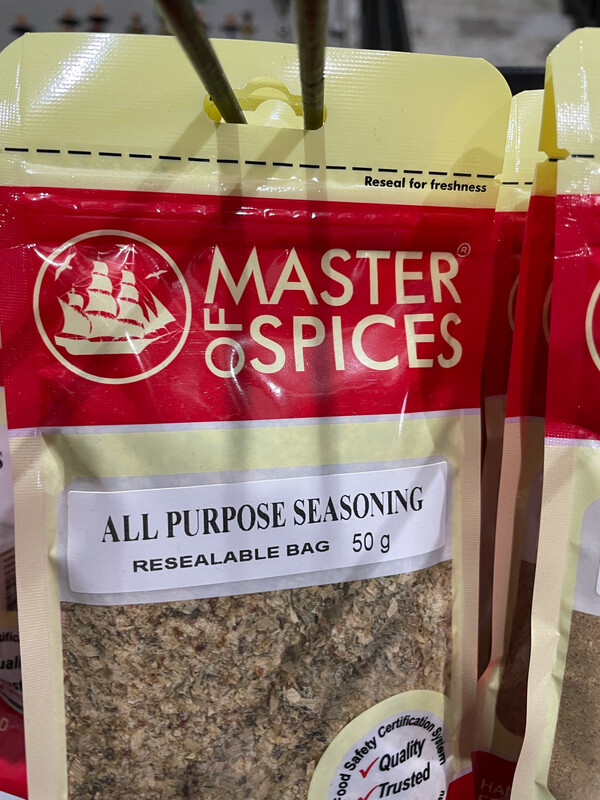 Reseal for freshness
MASTER®
OF
SPICES
ALL PURPOSE SEASONING
RESEALABLE BAG 50 g
Food Safety Certification System
Quality
Trusted